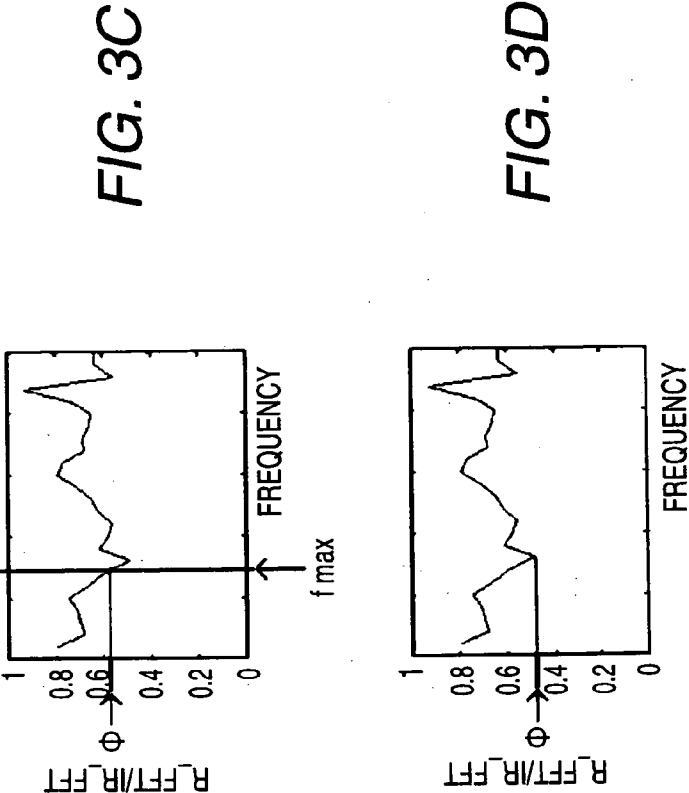 FIG. 3C
1
0.8
0.6
0.4
0.2
0
Φ
R_FFT/IR_FFT
FREQUENCY
fmax
FIG. 3D
1
0.8
0.6
0.4
0.2
0
Φ
R_FFT/IR_FFT
FREQUENCY